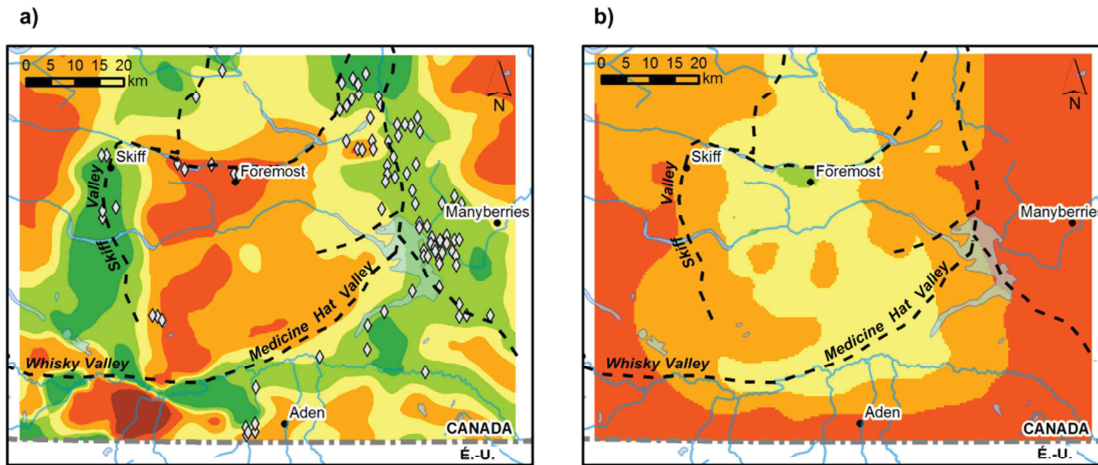 a)
0 5 10 15 20
km
N
Skiff
Foremost
Manyberries
Skiff Valley
Medicine Hat Valley
Whisky Valley
Aden
CANADA
É.-U.
b)
0 5 10 15 20
km
N
Skiff
Foremost
Manyberries
Skiff Valley
Medicine Hat Valley
Whisky Valley
Aden
CANADA
É.-U.